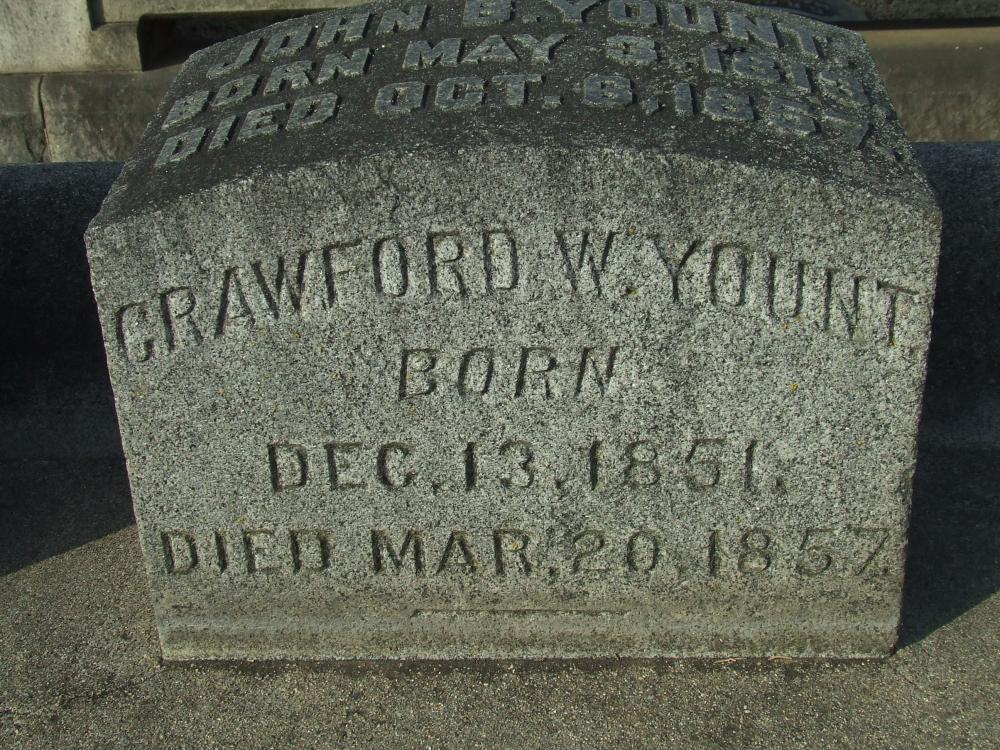 JOHN B. YOUNT.
BORN MAY 3, 1819
DIED OCT. 6, 1857.
CRAWFORD W. YOUNT.
BORN
DEC. 13, 1851.
DIED MAR. 20, 1857.